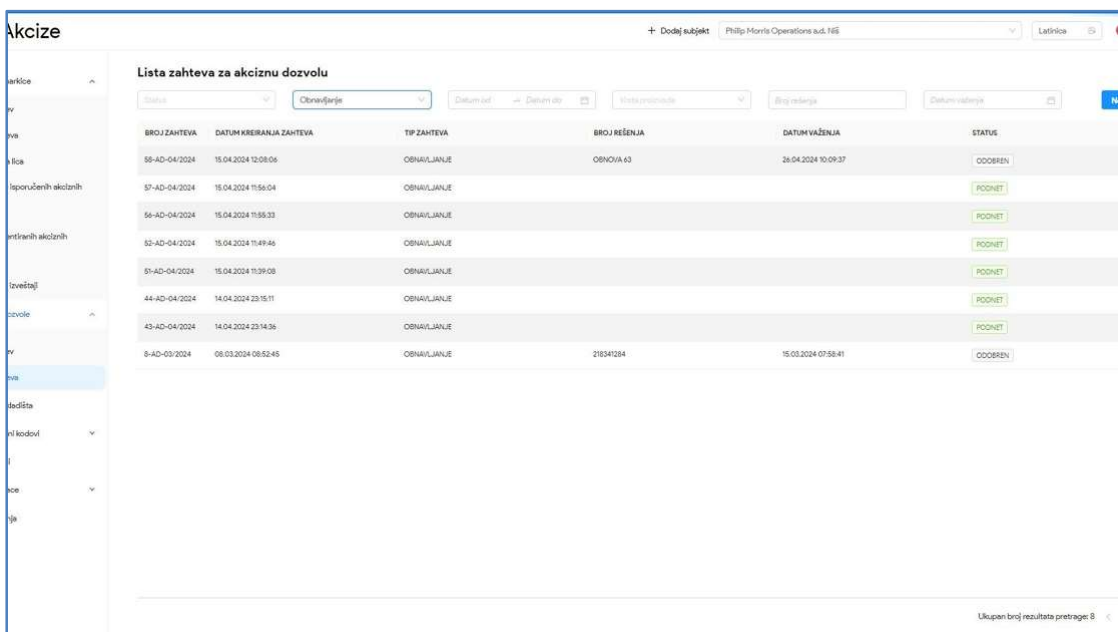 Akcize
+ Dodaj subjekt Philip Morris Operations a.d. Niš Latinica
Lista zahteva za akciznu dozvolu
Status Obnavljanje Datum od → Datum do Vrsta proizvoda Broj rešenja Datum važenja
BROJ ZAHTEVA DATUM KREIRANJA ZAHTEVA TIP ZAHTEVA BROJ REŠENJA DATUM VAŽENJA STATUS
58-AD-04/2024 15.04.2024 12:08:06 OBNAVLJANJE OBNOVA 63 26.04.2024 10:09:37 ODOBREN
57-AD-04/2024 15.04.2024 11:56:04 OBNAVLJANJE PODNET
56-AD-04/2024 15.04.2024 11:55:33 OBNAVLJANJE PODNET
52-AD-04/2024 15.04.2024 11:49:46 OBNAVLJANJE PODNET
51-AD-04/2024 15.04.2024 11:39:08 OBNAVLJANJE PODNET
44-AD-04/2024 14.04.2024 23:15:11 OBNAVLJANJE PODNET
43-AD-04/2024 14.04.2024 23:14:36 OBNAVLJANJE PODNET
8-AD-03/2024 08.03.2024 08:52:45 OBNAVLJANJE 218341284 15.03.2024 07:58:41 ODOBREN
arkice
ev
eva
a lica
isporučenih akciznih
entiranih akciznih
izveštaji
ozvole
ev
eva
ladišta
ni kodovi
ace
nja
Ukupan broj rezultata pretrage: 8